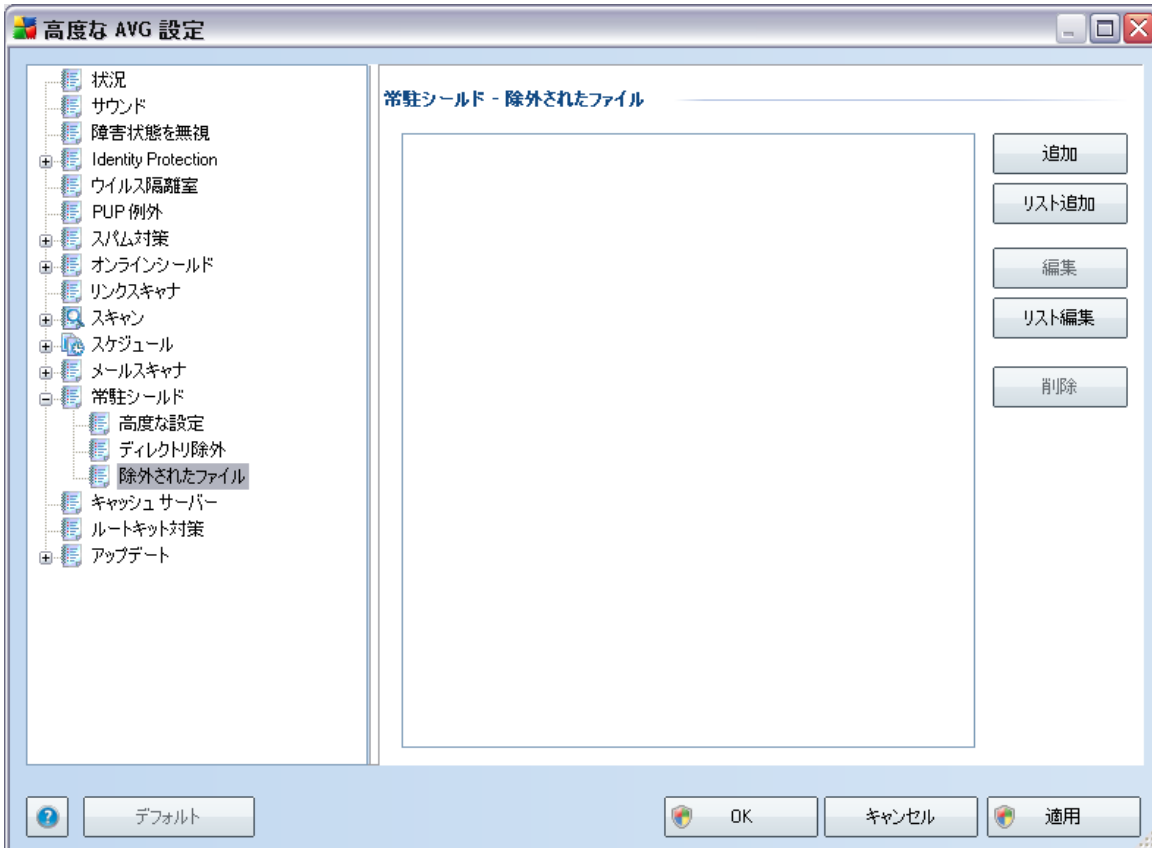 高度な AVG 設定
状況
サウンド
障害状態を無視
Identity Protection
ウイルス隔離室
PUP 例外
スパム対策
オンラインシールド
リンクスキャナ
スキャン
スケジュール
メールスキャナ
常駐シールド
高度な設定
ディレクトリ除外
除外されたファイル
キャッシュ サーバー
ルートキット対策
アップデート
常駐シールド - 除外されたファイル
追加
リスト追加
編集
リスト編集
削除
デフォルト
OK
キャンセル
適用